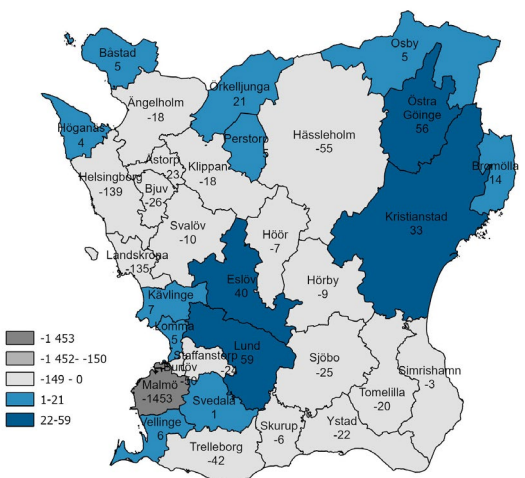 Båstad
5
Osby
5
Örkelljunga
21
Ängelholm
-18
Östra
Göinge
56
Höganäs
4
Perstorp
Hässleholm
-55
Åstorp
-23
Klippan
-18
Bromölla
14
Helsingborg
-139
Bjuv
-26
Kristianstad
33
Svalöv
-10
Höör
-7
Landskrona
-135
Eslöv
40
Hörby
-9
Kävlinge
7
Lomma
5
Lund
59
Staffanstorp
-24
Burlöv
-30
Sjöbo
-25
Simrishamn
-3
Malmö
-1453
Tomelilla
-20
Svedala
1
Vellinge
6
Skurup
-6
Ystad
-22
Trelleborg
-42
-1 453
-1 452- -150
-149 - 0
1-21
22-59